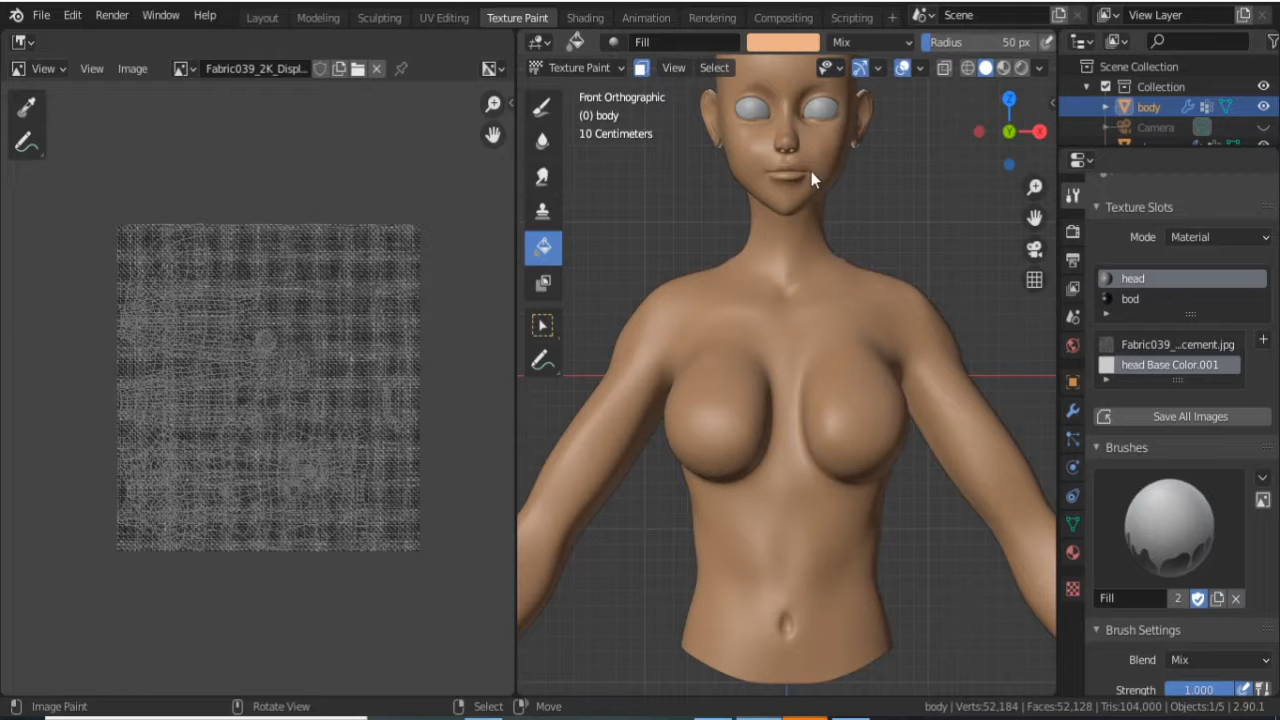 File Edit Render Window Help Layout Modeling Sculpting UV Editing Texture Paint Shading Animation Rendering Compositing Scripting + Scene View Layer
Fill Mix Radius 50 px
View View Image Fabric039_2K_Displ... Texture Paint View Select
Front Orthographic
(0) body
10 Centimeters
Z
Y
X
Scene Collection
Collection
body
Camera
Texture Slots
Mode Material
head
bod
Fabric039_...cement.jpg
head Base Color.001
Save All Images
Brushes
Fill 2
Brush Settings
Blend Mix
Strength 1.000
Image Paint Rotate View Select Move body | Verts:52,184 | Faces:52,128 | Tris:104,000 | Objects:1/5 | 2.90.1